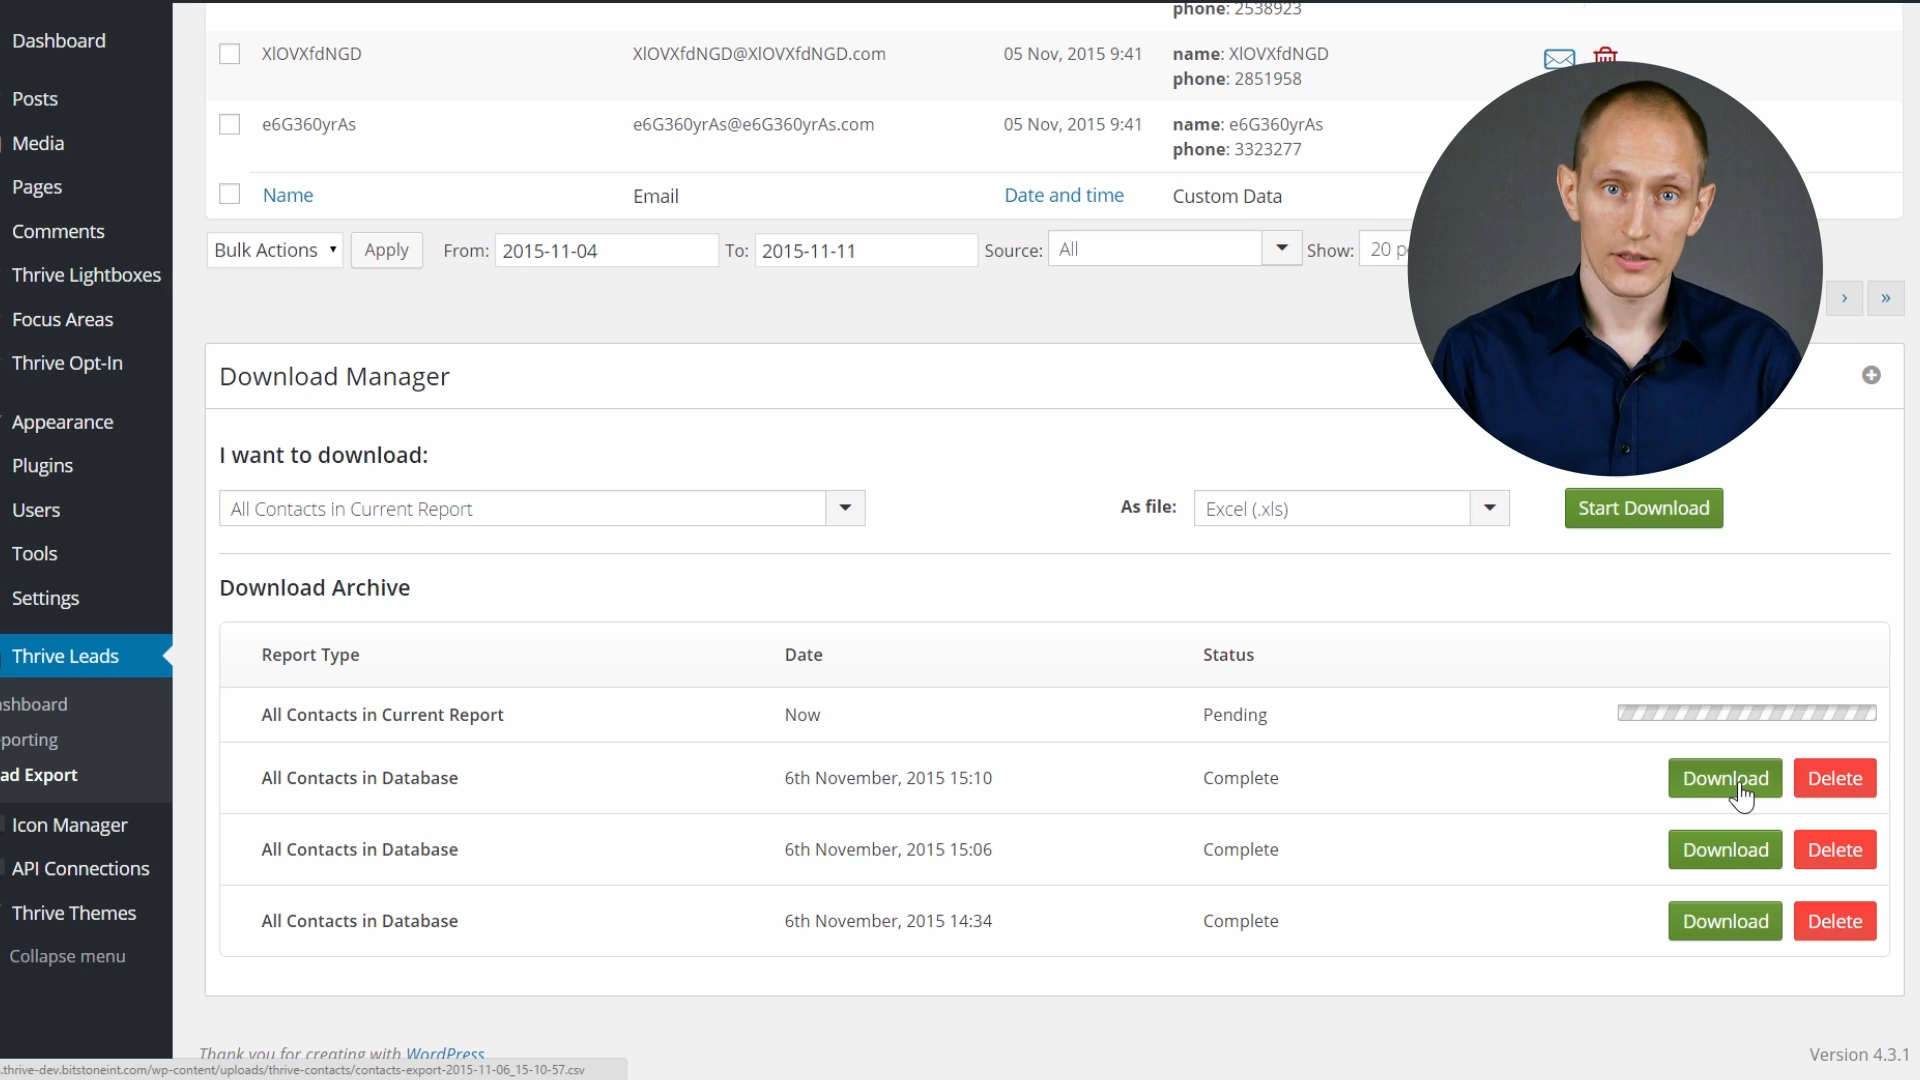 phone: 2538923
Dashboard
XlOVXfdNGD XlOVXfdNGD@XlOVXfdNGD.com 05 Nov, 2015 9:41 name: XlOVXfdNGD
phone: 2851958
Posts
e6G360yrAs e6G360yrAs@e6G360yrAs.com 05 Nov, 2015 9:41 name: e6G360yrAs
phone: 3323277
Media
Pages
Name Email Date and time Custom Data
Comments
Bulk Actions Apply From: 2015-11-04 To: 2015-11-11 Source: All Show: 20 p
Thrive Lightboxes
› »
Focus Areas
Thrive Opt-In
Download Manager
Appearance
I want to download:
Plugins
All Contacts in Current Report As file: Excel (.xls) Start Download
Users
Tools
Download Archive
Settings
Thrive Leads
Report Type Date Status
shboard
All Contacts in Current Report Now Pending
porting
ad Export
All Contacts in Database 6th November, 2015 15:10 Complete Download Delete
Icon Manager
All Contacts in Database 6th November, 2015 15:06 Complete Download Delete
API Connections
Thrive Themes
All Contacts in Database 6th November, 2015 14:34 Complete Download Delete
Collapse menu
Thank you for creating with WordPress Version 4.3.1
.thrive-dev.bitstoneint.com/wp-content/uploads/thrive-contacts/contacts-export-2015-11-06_15-10-57.csv